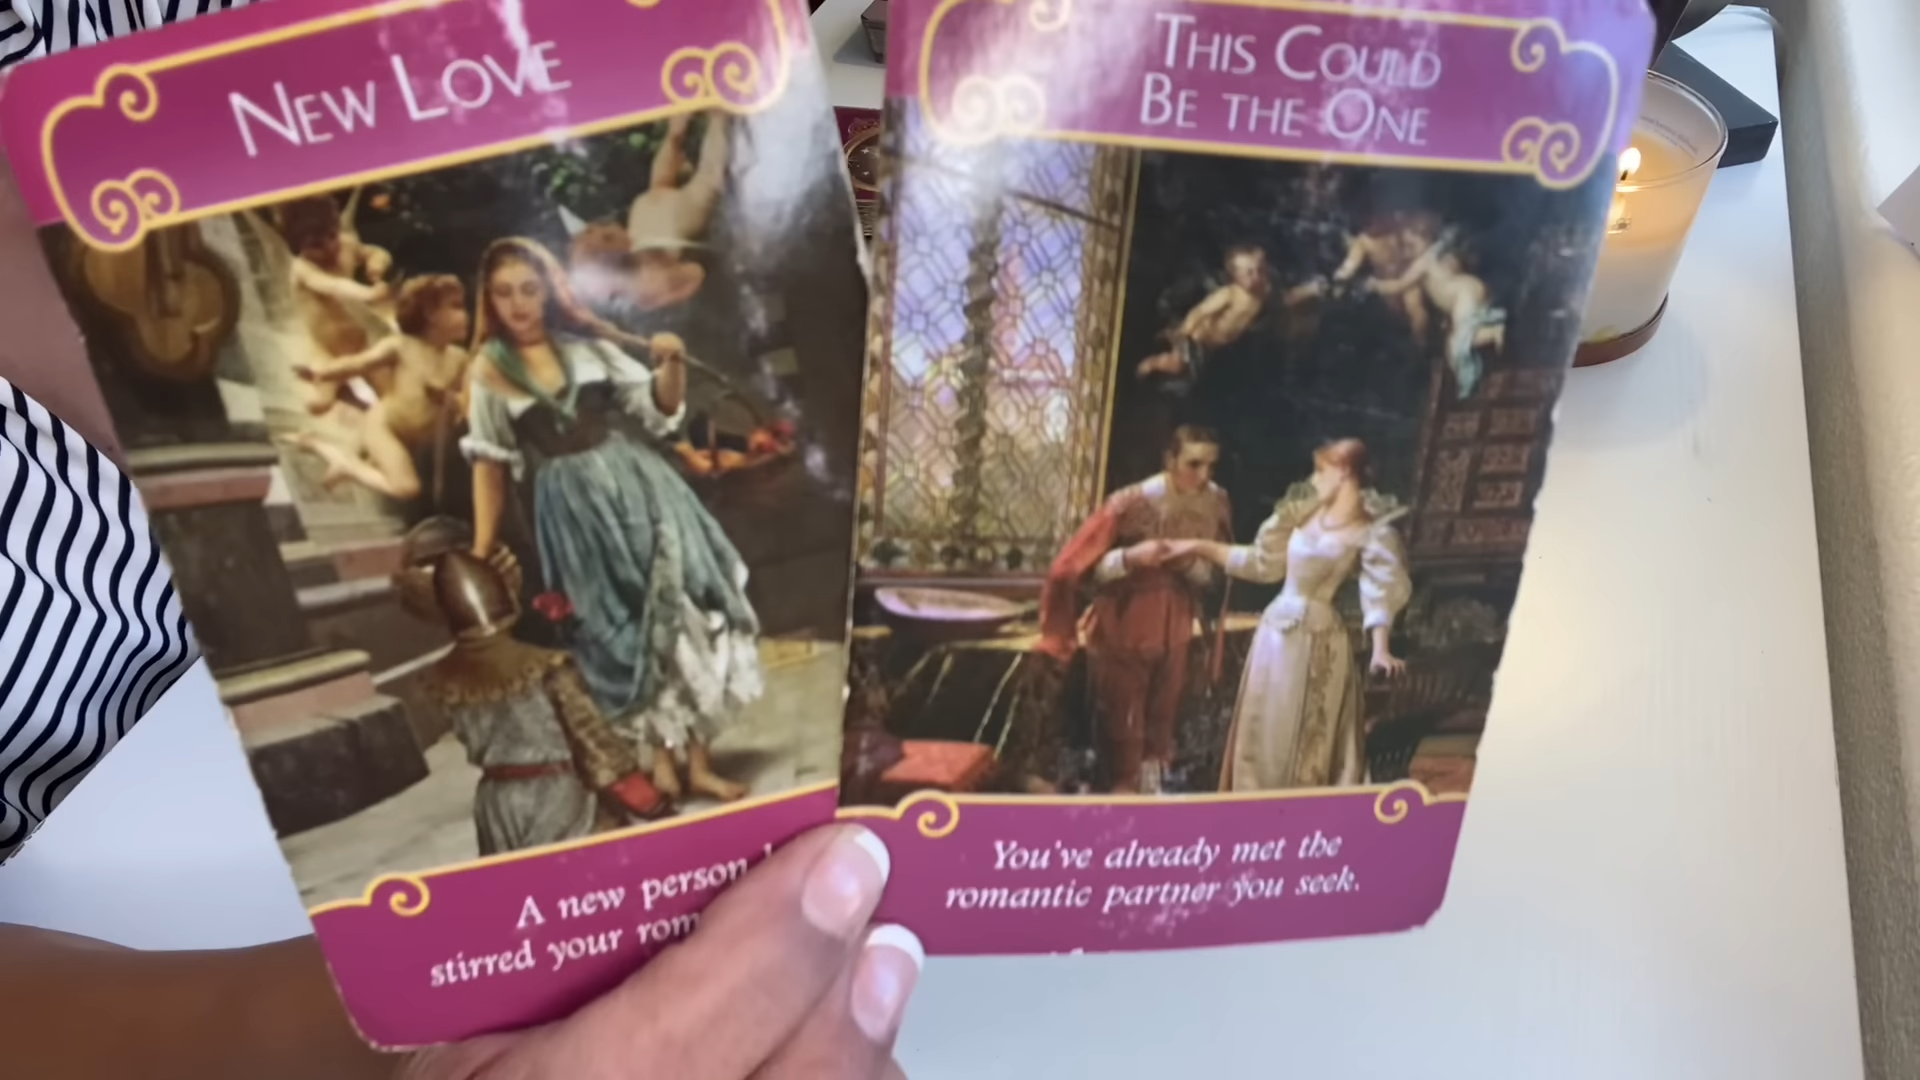 NEW LOVE
A new person
stirred your
THIS COULD
BE THE ONE
You've already met the
romantic partner you seek.